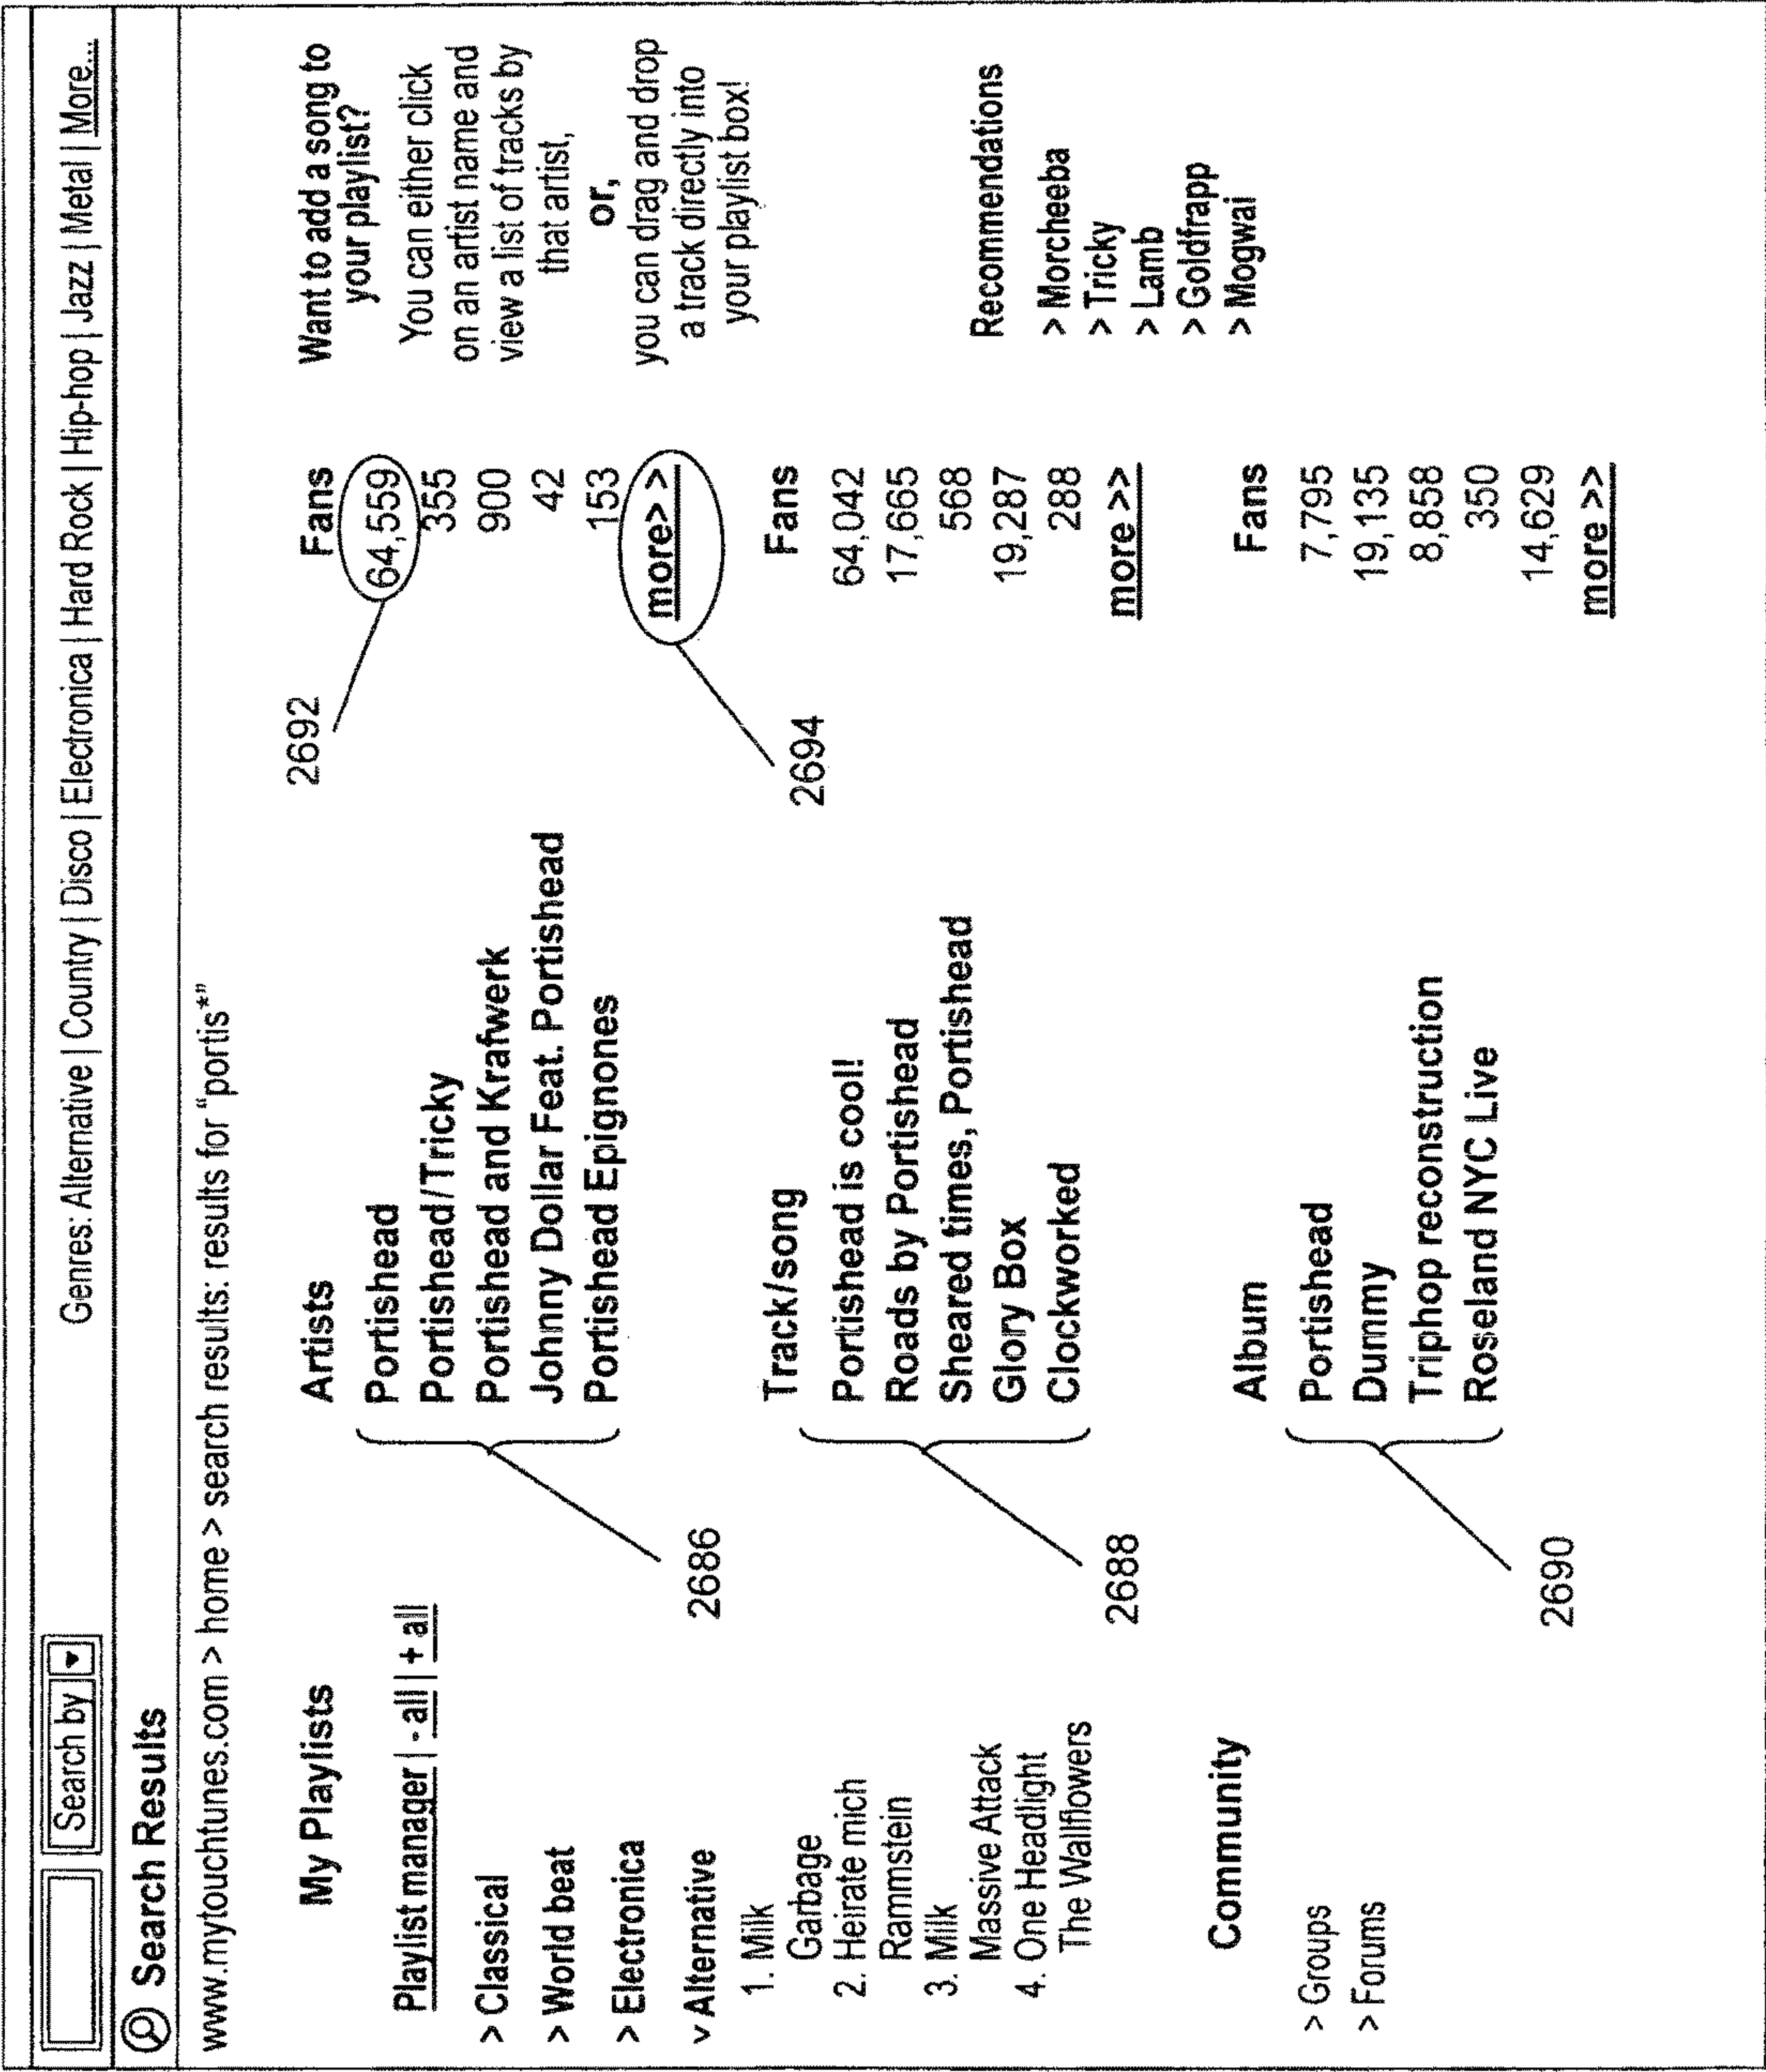 Search by
Genres: Alternative | Country | Disco | Electronica | Hard Rock | Hip-hop | Jazz | Metal | More...
Search Results
www.mytouchtunes.com > home > search results: results for “portis*”
My Playlists
Playlist manager | - all | + all
> Classical
> World beat
> Electronica
v Alternative
1. Milk
Garbage
2. Heirate mich
Rammstein
3. Milk
Massive Attack
4. One Headlight
The Wallflowers
Community
> Groups
> Forums
2686
2688
2690
Artists
Portishead
Portishead/Tricky
Portishead and Krafwerk
Johnny Dollar Feat. Portishead
Portishead Epignones
Track/song
Portishead is cool!
Roads by Portishead
Sheared times, Portishead
Glory Box
Clockworked
Album
Portishead
Dummy
Triphop reconstruction
Roseland NYC Live
2692
2694
Fans
64,559
355
900
42
153
more> >
Fans
64,042
17,665
568
19,287
288
more >>
Fans
7,795
19,135
8,858
350
14,629
more >>
Want to add a song to
your playlist?
You can either click
on an artist name and
view a list of tracks by
that artist,
or,
you can drag and drop
a track directly into
your playlist box!
Recommendations
> Morcheeba
> Tricky
> Lamb
> Goldfrapp
> Mogwai